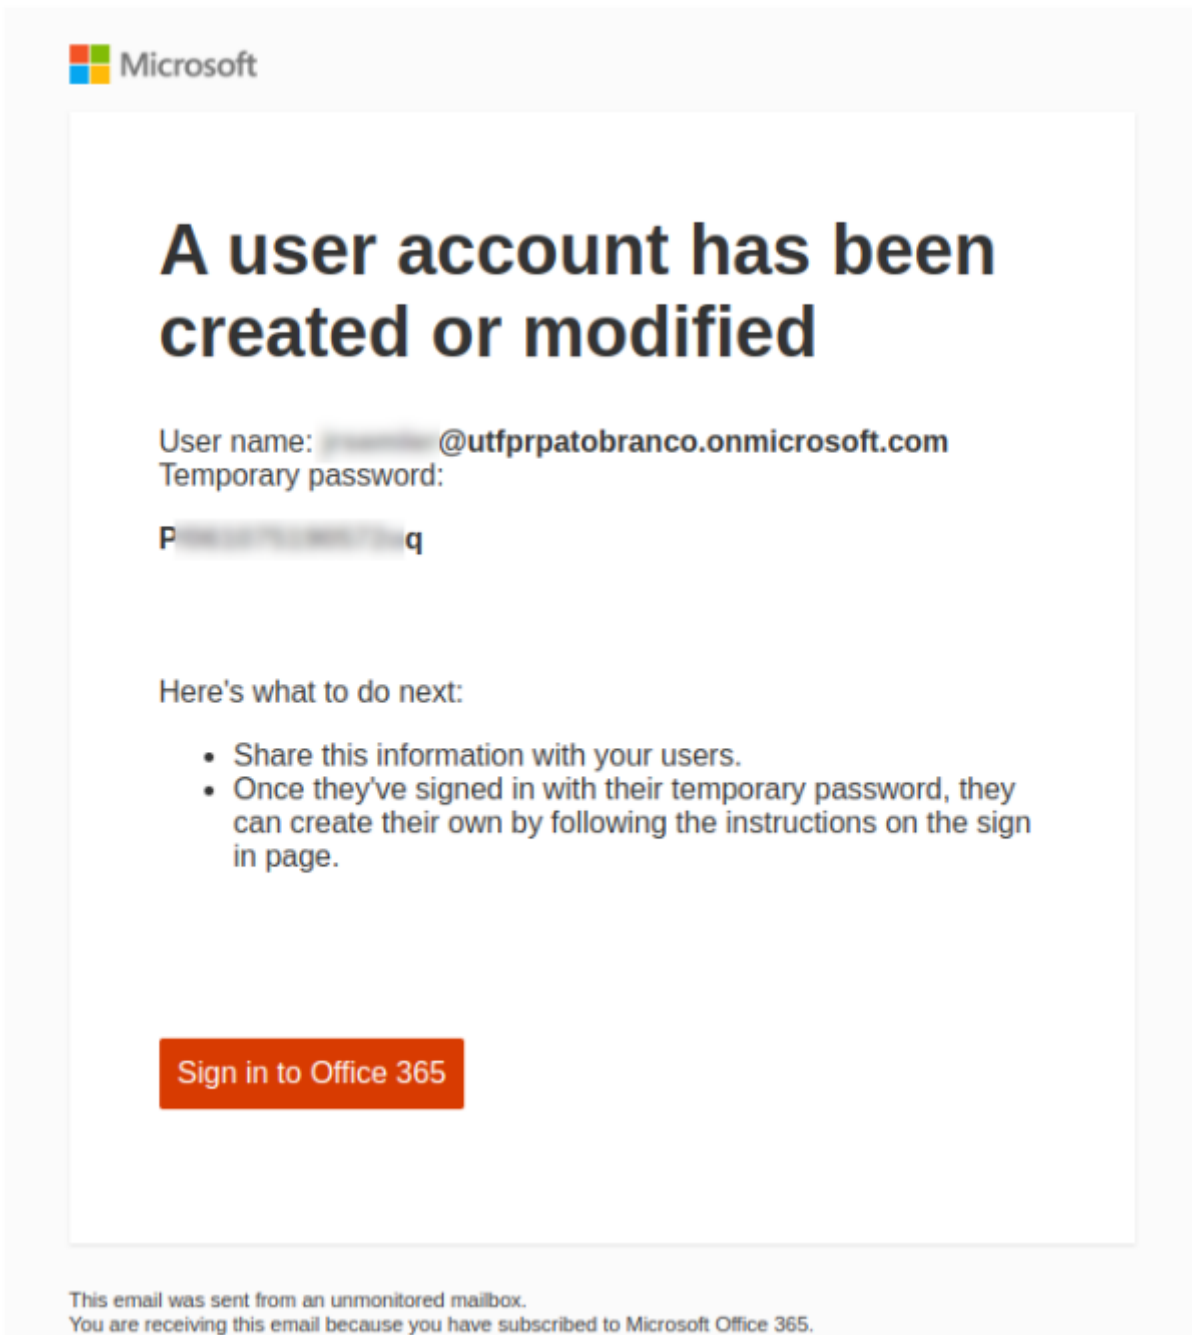 Microsoft
A user account has been
created or modified
User name: @utfprpatobranco.onmicrosoft.com
Temporary password:
P q
Here's what to do next:
Share this information with your users.
Once they've signed in with their temporary password, they
can create their own by following the instructions on the sign
in page.
Sign in to Office 365
This email was sent from an unmonitored mailbox.
You are receiving this email because you have subscribed to Microsoft Office 365.